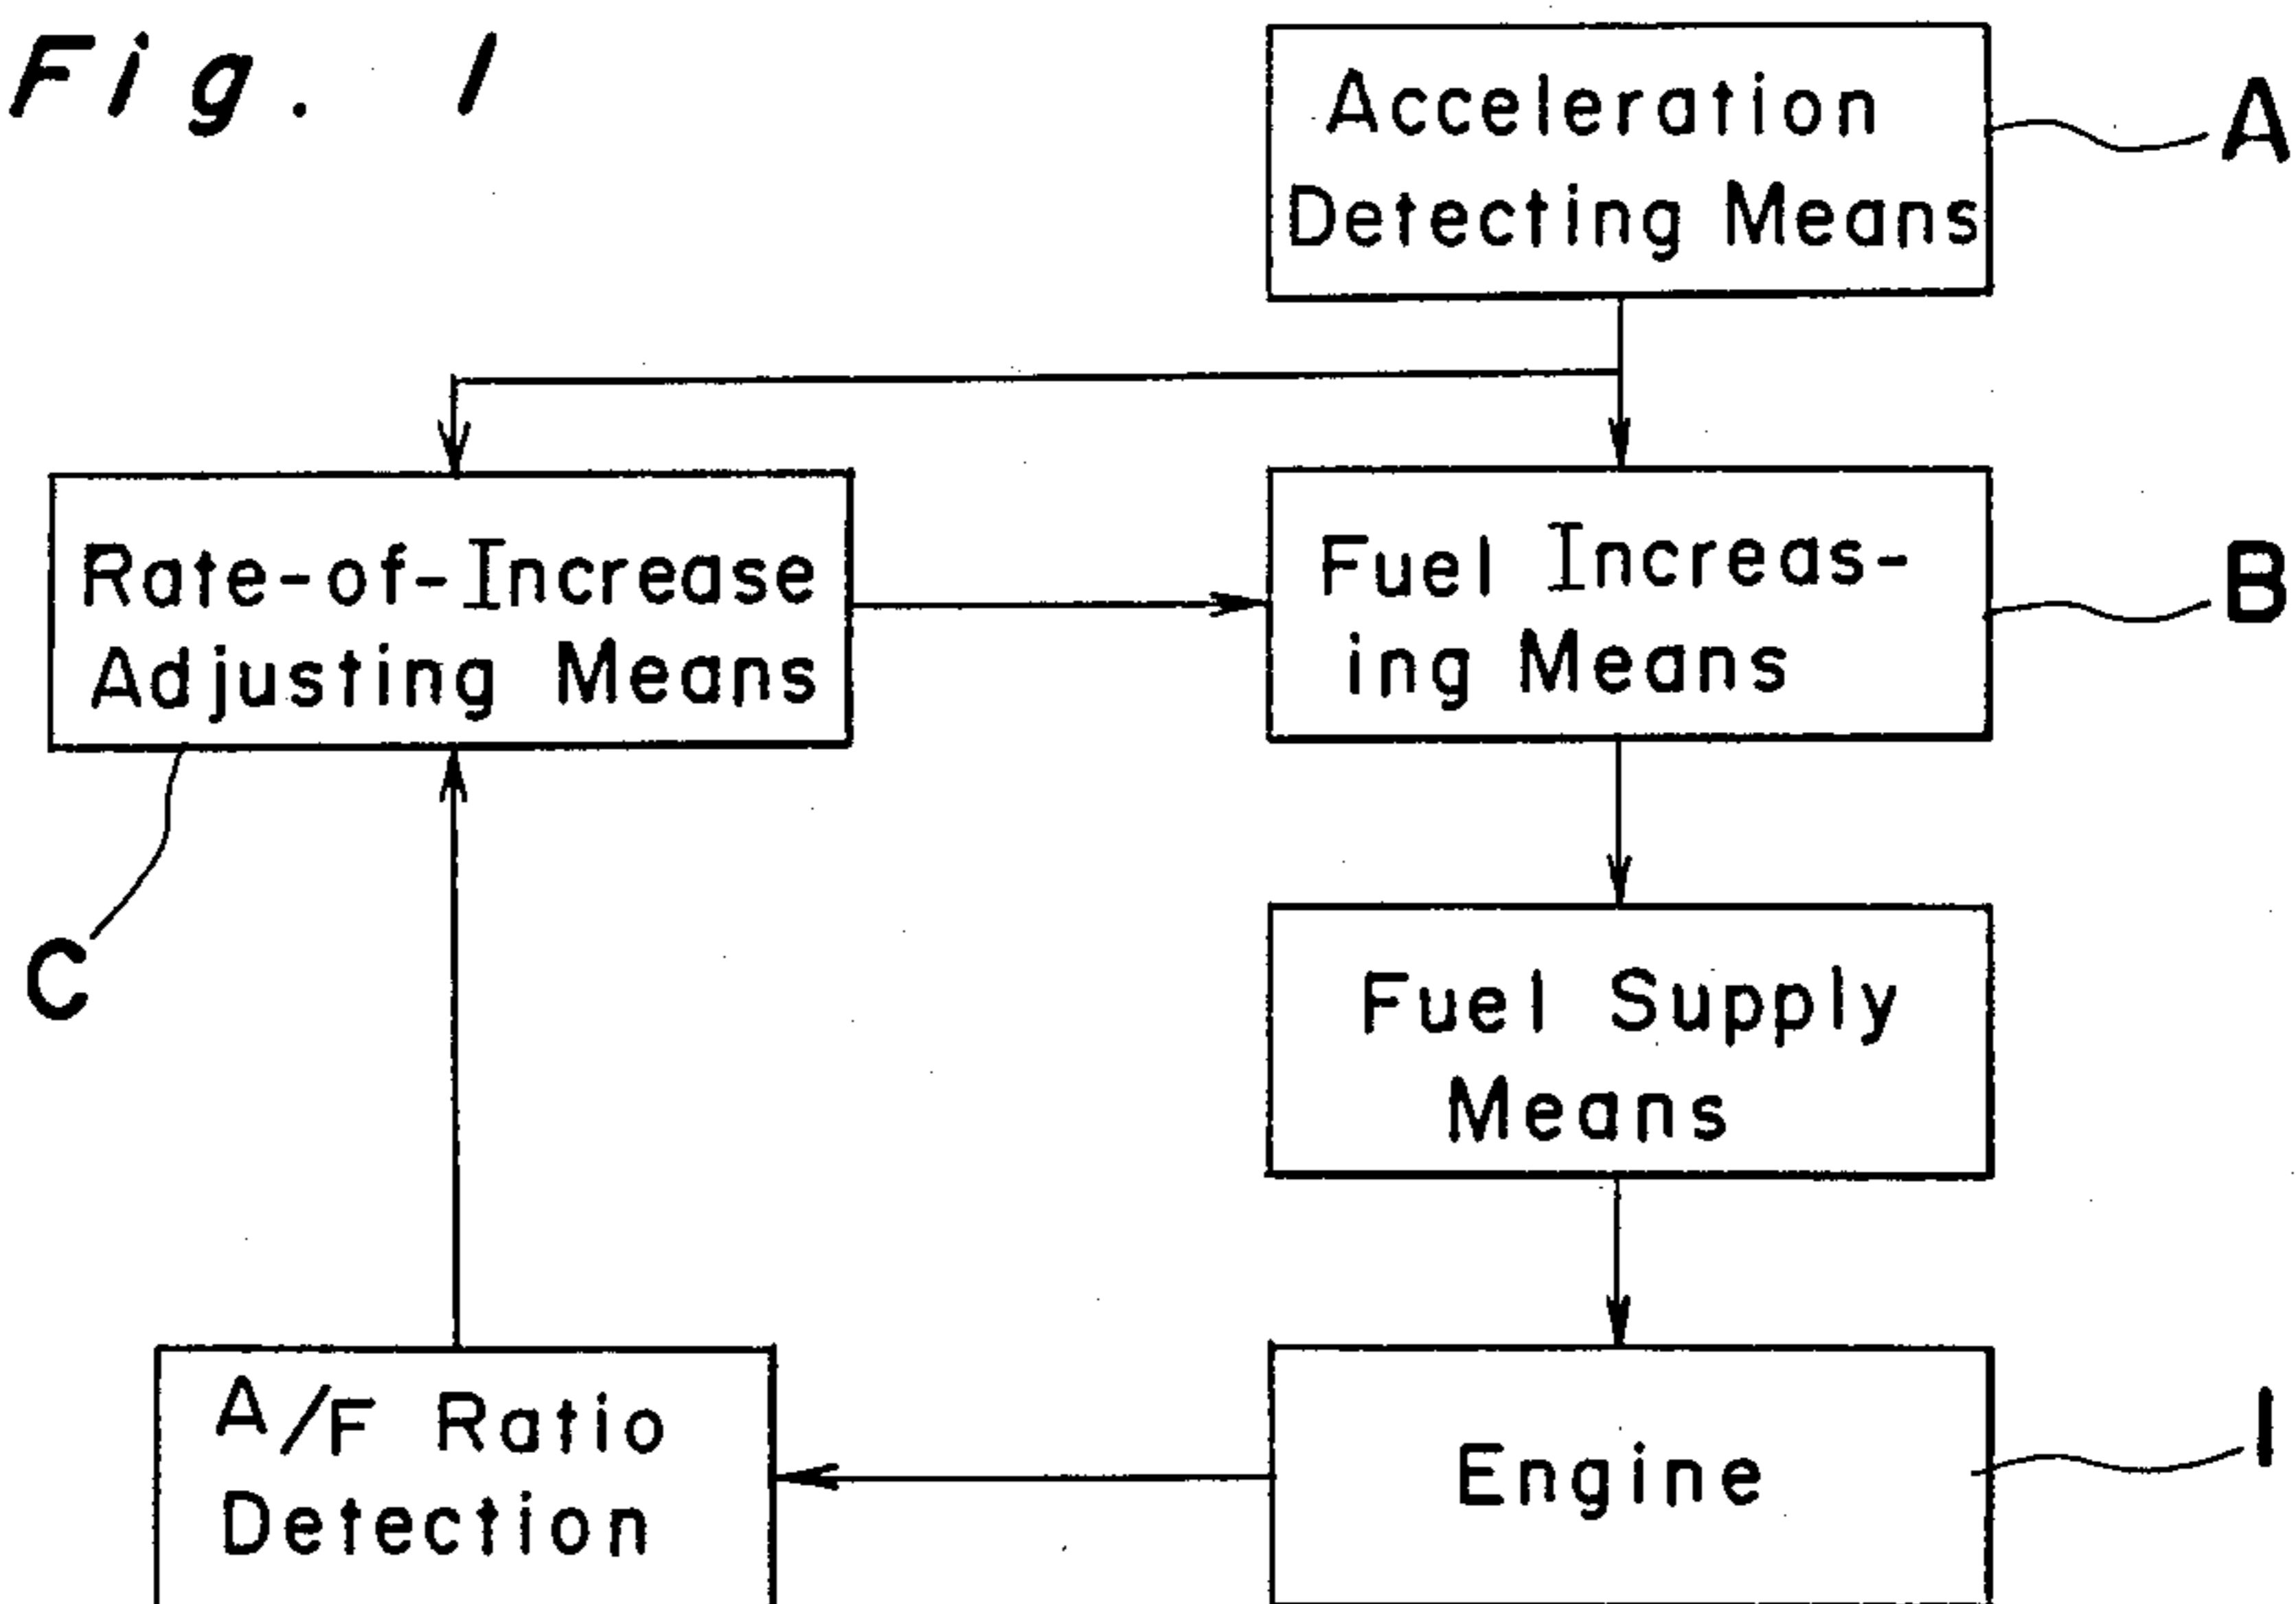 Fig. 1
Acceleration
Detecting Means
A
Rate-of-Increase
Adjusting Means
C
Fuel Increas-
ing Means
B
Fuel Supply
Means
A/F Ratio
Detection
Engine
1